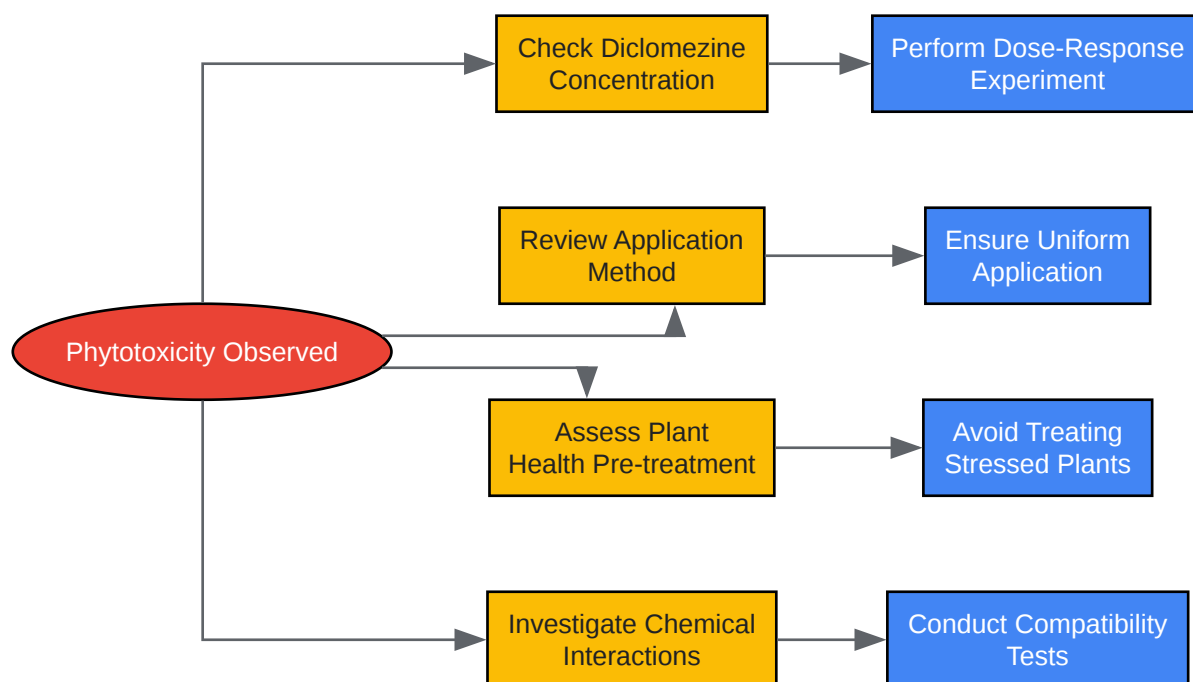 Check Diclomezine
Concentration
Perform Dose-Response
Experiment
Review Application
Method
Ensure Uniform
Application
Phytotoxicity Observed
Assess Plant
Health Pre-treatment
Avoid Treating
Stressed Plants
Investigate Chemical
Interactions
Conduct Compatibility
Tests